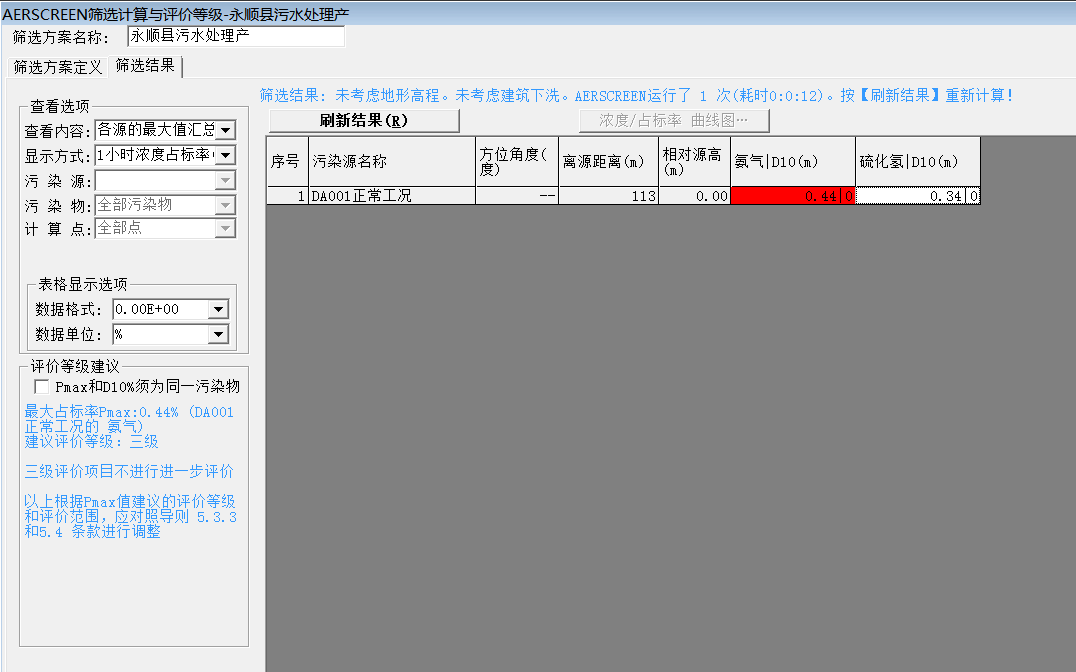 AERSCREEN筛选计算与评价等级-永顺县污水处理产
筛选方案名称: 永顺县污水处理产
筛选方案定义 筛选结果
筛选结果: 未考虑地形高程。未考虑建筑下洗。AERSCREEN运行了 1 次(耗时0:0:12)。按【刷新结果】重新计算!
刷新结果(R) 浓度/占标率 曲线图…
查看选项
查看内容: 各源的最大值汇总
显示方式: 1小时浓度占标率
污 染 源:
污 染 物: 全部污染物
计 算 点: 全部点
表格显示选项
数据格式: 0.00E+00
数据单位: %
评价等级建议
Pmax和D10%须为同一污染物
最大占标率Pmax:0.44% (DA001
正常工况的 氨气)
建议评价等级: 三级
三级评价项目不进行进一步评价
以上根据Pmax值建议的评价等级
和评价范围,应对照导则 5.3.3
和5.4 条款进行调整
序号 污染源名称 方位角度(度) 离源距离(m) 相对源高(m) 氨气|D10(m) 硫化氢|D10(m)
1 DA001正常工况 -- 113 0.00 0.44|0 0.34|0